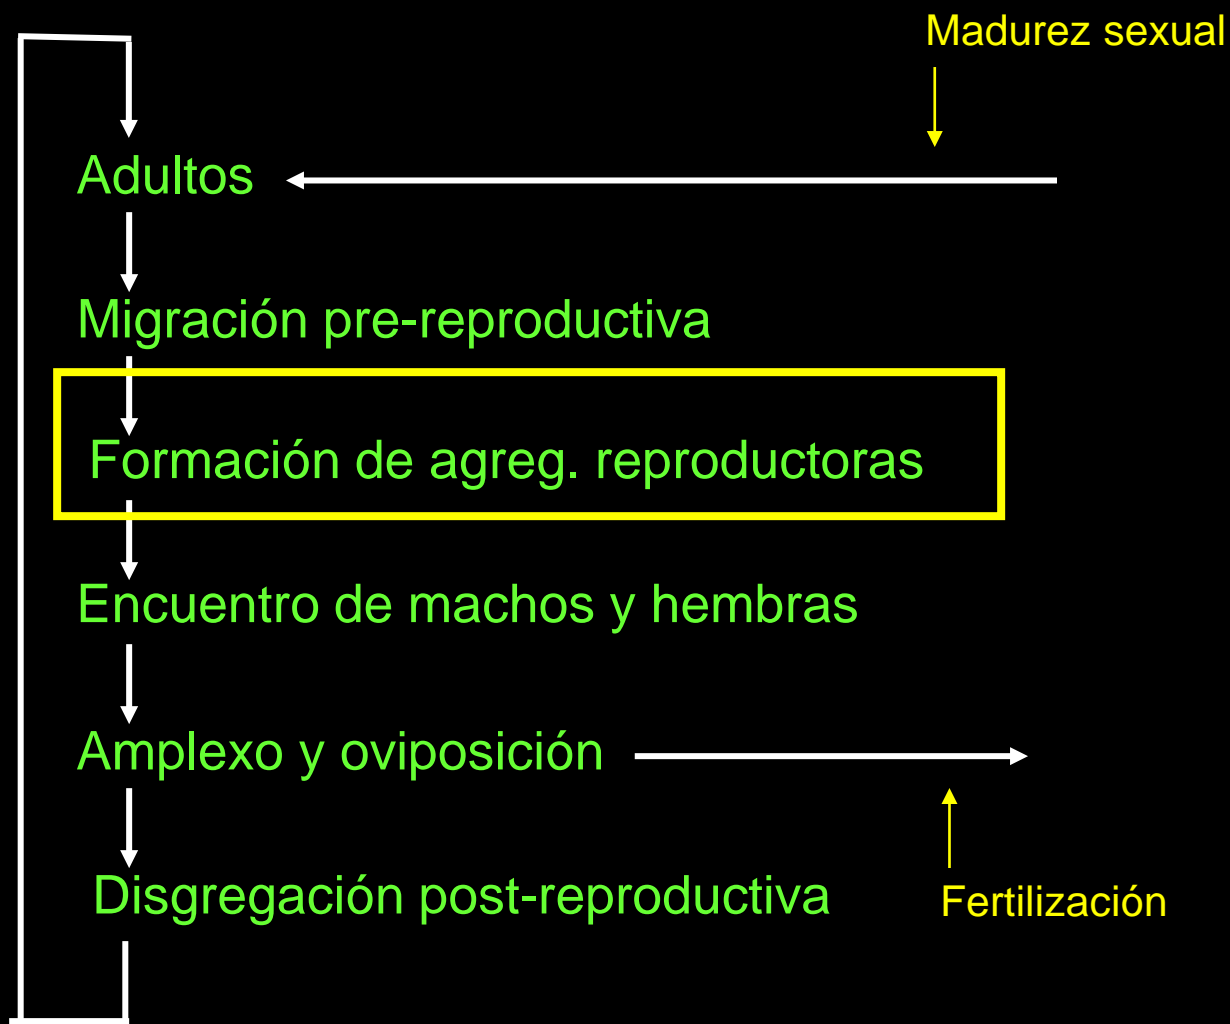 Madurez sexual
Adultos
Migración pre-reproductiva
Formación de agreg. reproductoras
Encuentro de machos y hembras
Amplexo y oviposición
Disgregación post-reproductiva
Fertilización